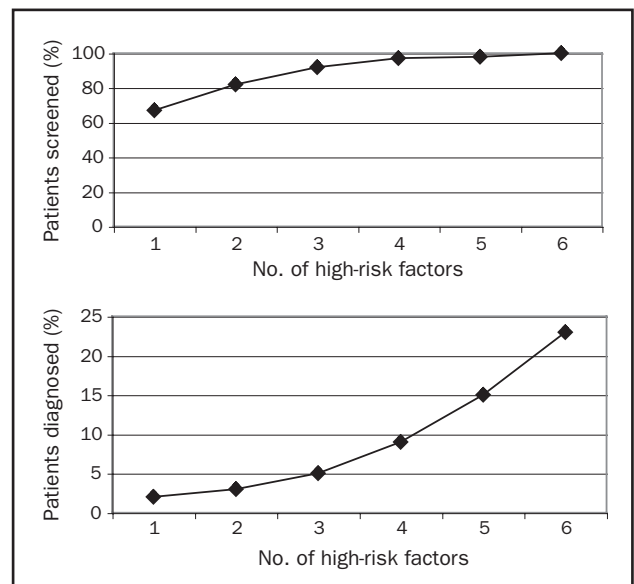 Patients screened (%)
100
80
60
40
20
0
1 2 3 4 5 6
No. of high-risk factors
Patients diagnosed (%)
25
20
15
10
5
0
1 2 3 4 5 6
No. of high-risk factors